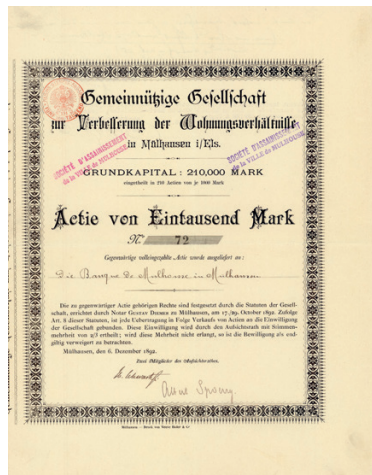 Gemeinnützige Gesellschaft
zur Verbesserung der Wohnungsverhältnisse
in Mülhausen i/Els.
SOCIÉTÉ D'ASSAINISSEMENT
de la VILLE de MULHOUSE
SOCIÉTÉ D'ASSAINISSEMENT
de la VILLE de MULHOUSE
GRUNDKAPITAL: 210,000 MARK
eingetheilt in 210 Actien von je 1000 Mark
Actie von Eintausend Mark
No 72
Gegenwärtige volleingezahlte Actie wurde ausgeliefert an:
Die Banque de Mulhouse in Mulhausen
Die zu gegenwärtiger Actie gehörigen Rechte sind festgesetzt durch die Statuten der Gesell-
schaft, errichtet durch Notar Gustav zu Mülhausen, am 17./29. October 1892. Zufolge
Art. 8 dieser Statuten, ist jede Uebertragung in Folge Verkaufs von Actien an die Einwilligung
der Gesellschaft gebunden. Diese Einwilligung wird durch den Aufsichtsrath mit Stimmen-
mehrheit von 2/3 ertheilt; wird diese Mehrheit nicht erlangt, so ist die Bewilligung als end-
giltig verweigert zu betrachten.
Mülhausen, den 6. Dezember 1892.
Zwei Mitglieder des Aufsichtsrathes,